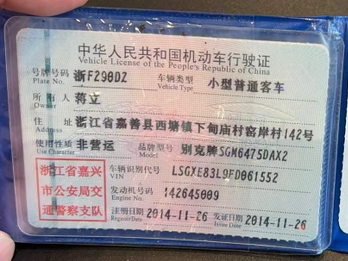 中华人民共和国机动车行驶证
Vehicle License of the People's Republic of China
号牌号码 浙F290DZ 车辆类型 小型普通客车
Plate No. Vehicle Type
所有人 蒋立
Owner
住址 浙江省嘉善县西塘镇下甸庙村窑岸村142号
Address
使用性质 非营运 品牌型号 别克牌SGM6475DAX2
Use Character Model
浙江省嘉兴 车辆识别代号 LSGXE83L9FD061552
市公安局交 VIN
通警察支队 发动机号码 142645009
Engine No.
注册日期 2014-11-26 发证日期 2014-11-26
Register Date Issue Date